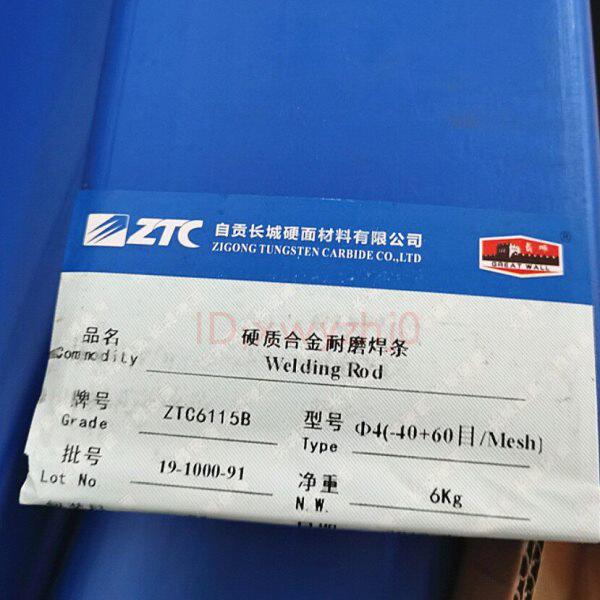 ZTC 自贡长城硬面材料有限公司
ZIGONG TUNGSTEN CARBIDE CO.,LTD
長城
GREAT WALL
®
品名 硬质合金耐磨焊条
Commodity Welding Rod
牌号 ZTC6115B 型号 Φ4(-40+60目/Mesh)
Grade Type
批号 19-1000-91 净重 6Kg
Lot No. N.W.